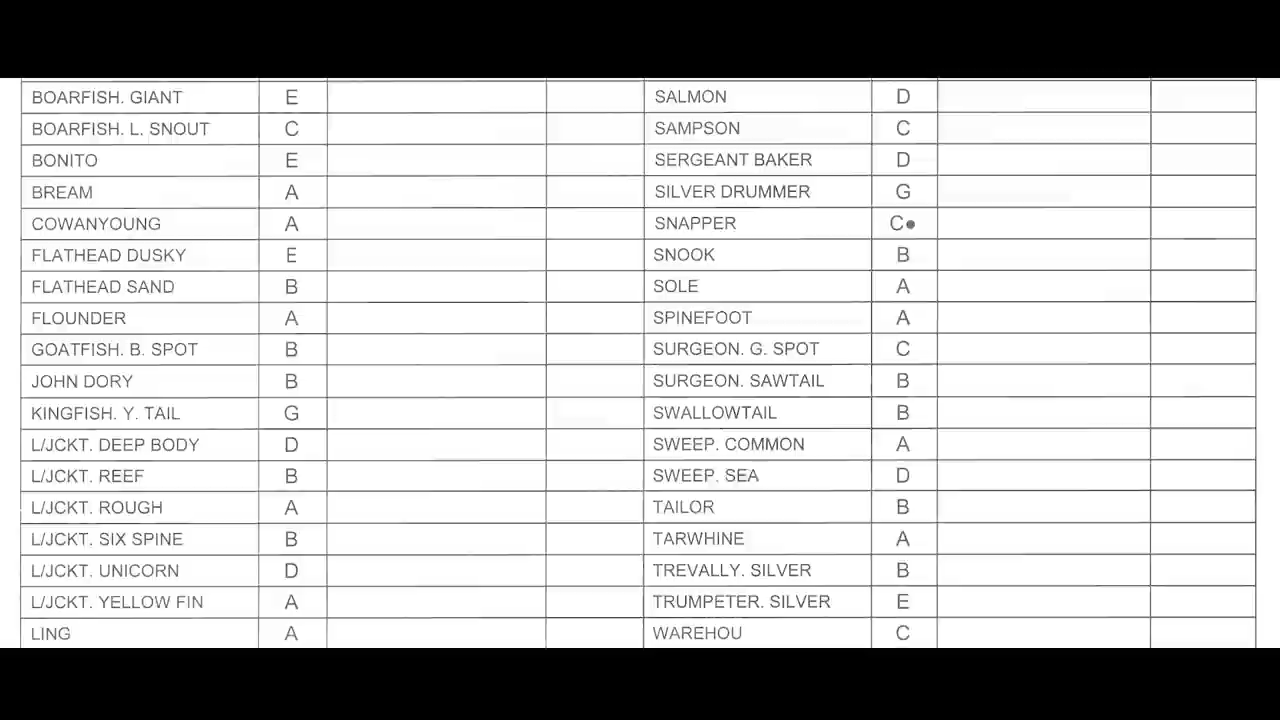 BOARFISH. GIANT E SALMON D
BOARFISH. L. SNOUT C SAMPSON C
BONITO E SERGEANT BAKER D
BREAM A SILVER DRUMMER G
COWANYOUNG A SNAPPER C●
FLATHEAD DUSKY E SNOOK B
FLATHEAD SAND B SOLE A
FLOUNDER A SPINEFOOT A
GOATFISH. B. SPOT B SURGEON. G. SPOT C
JOHN DORY B SURGEON. SAWTAIL B
KINGFISH. Y. TAIL G SWALLOWTAIL B
L/JCKT. DEEP BODY D SWEEP. COMMON A
L/JCKT. REEF B SWEEP. SEA D
L/JCKT. ROUGH A TAILOR B
L/JCKT. SIX SPINE B TARWHINE A
L/JCKT. UNICORN D TREVALLY. SILVER B
L/JCKT. YELLOW FIN A TRUMPETER. SILVER E
LING A WAREHOU C